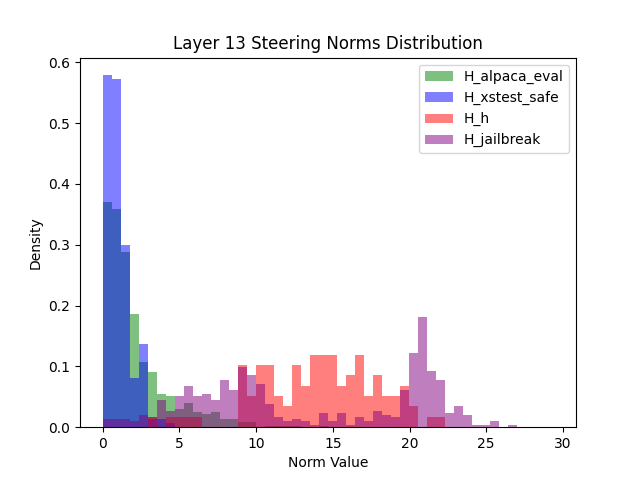 Layer 13 Steering Norms Distribution
H_alpaca_eval
H_xstest_safe
H_h
H_jailbreak
Density
0.6
0.5
0.4
0.3
0.2
0.1
0.0
0 5 10 15 20 25 30
Norm Value